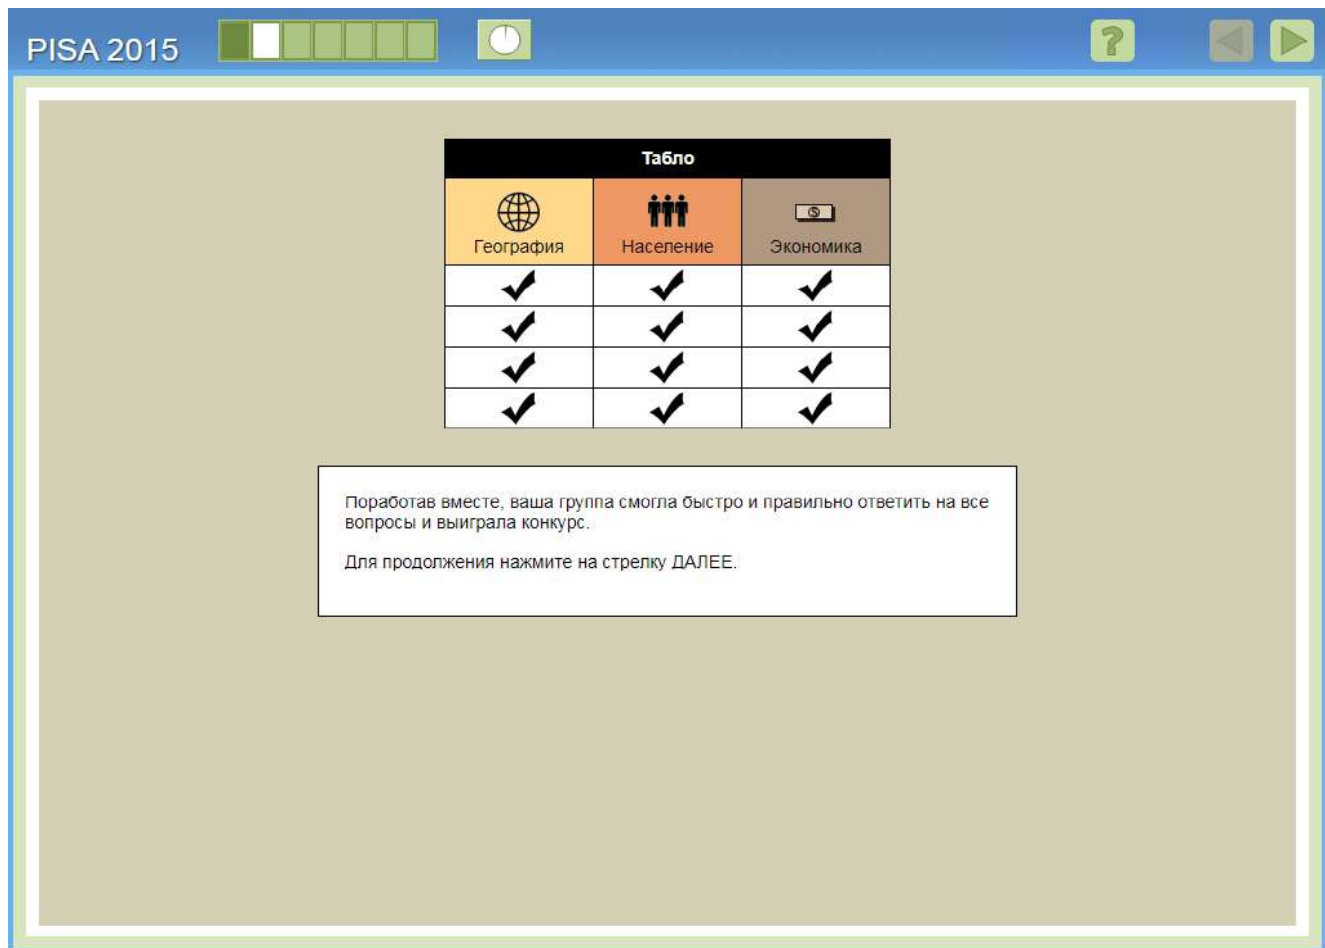 PISA 2015
?
Табло
География
Население
$
Экономика
Поработав вместе, ваша группа смогла быстро и правильно ответить на все
вопросы и выиграла конкурс.
Для продолжения нажмите на стрелку ДАЛЕЕ.